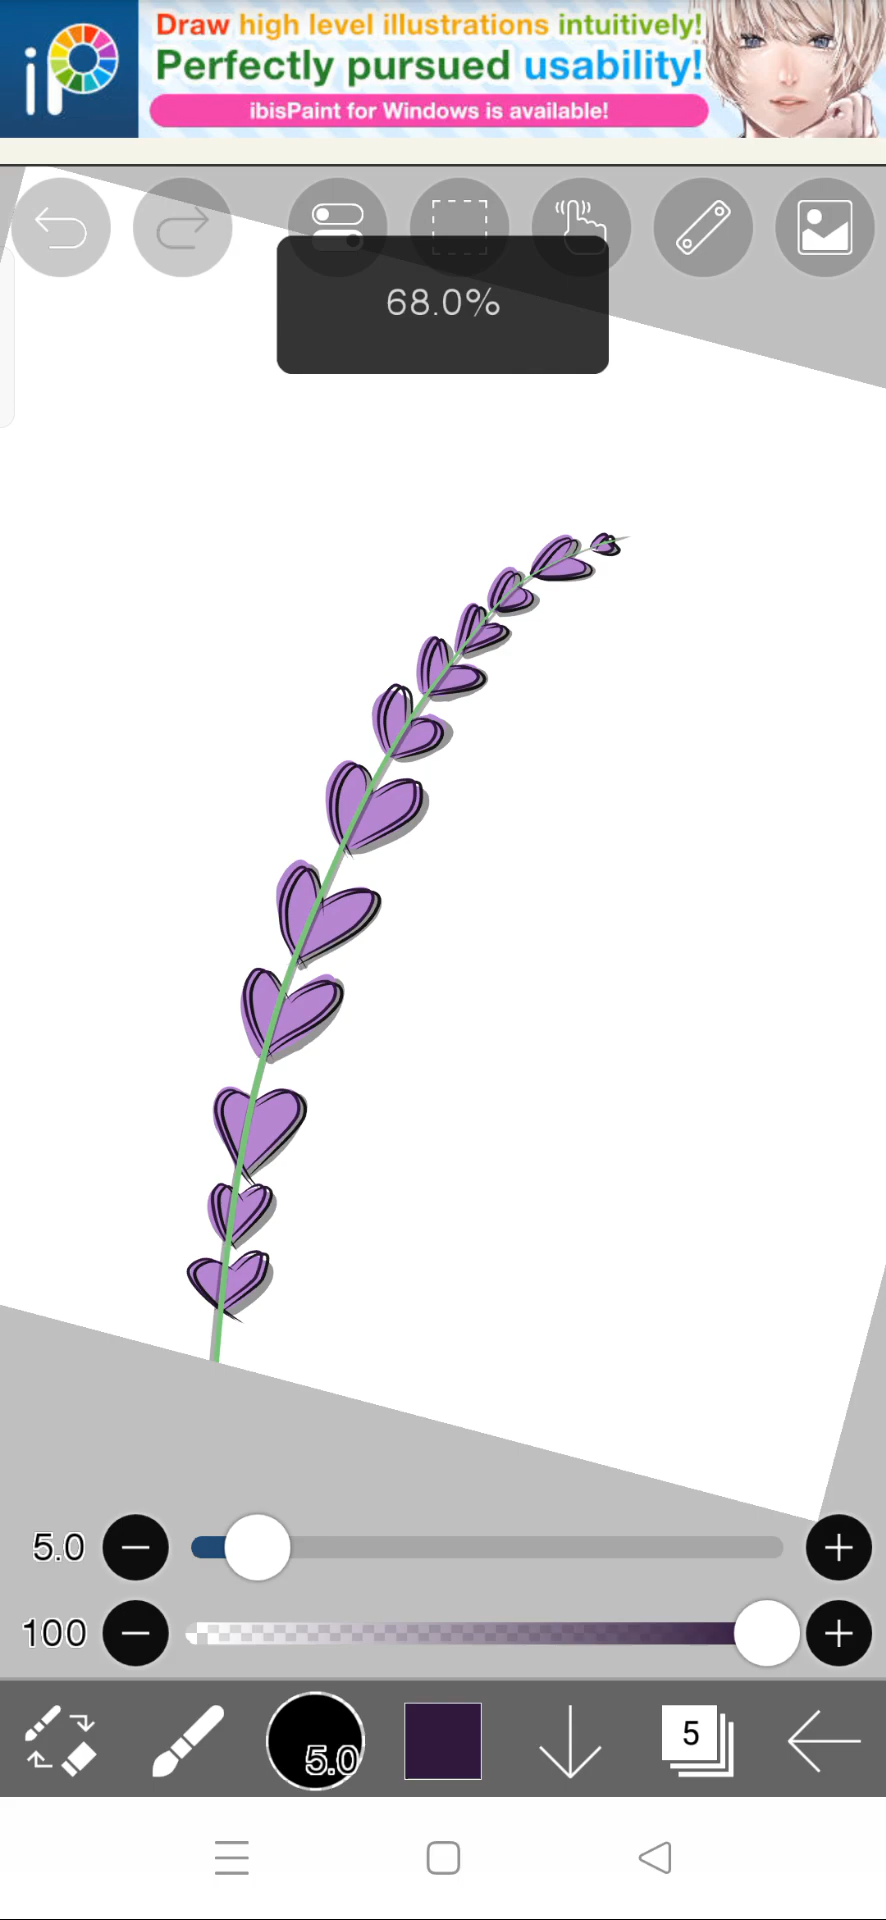 iP
Draw high level illustrations intuitively!
Perfectly pursued usability!
ibisPaint for Windows is available!
68.0%
5.0
100
5.0
5